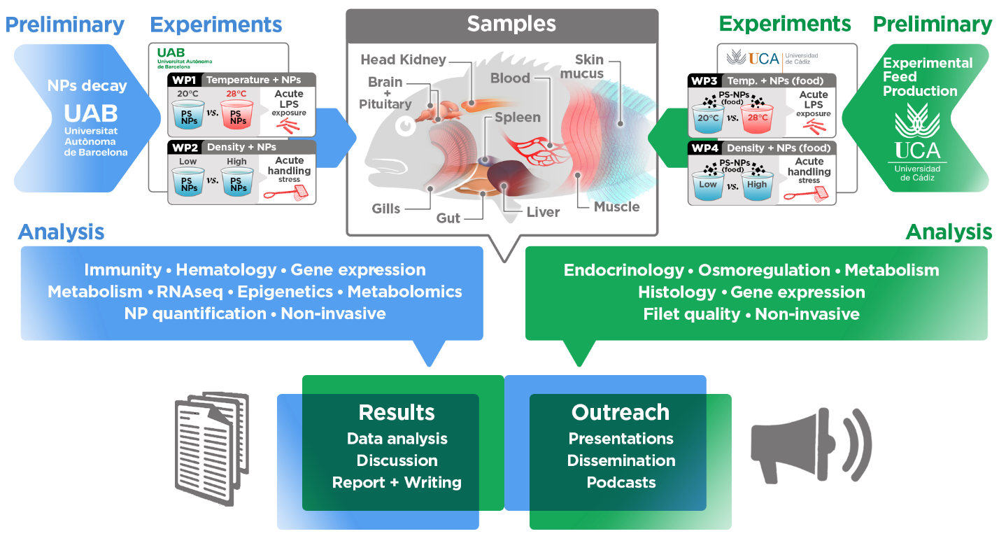 Preliminary
Experiments
NPs decay
UAB
Universitat
Autònoma
de Barcelona
UAB
Universitat Autònoma
de Barcelona
WP1 Temperature + NPs
20°C vs. 28°C
PS NPs
PS NPs
Acute
LPS
exposure
WP2 Density + NPs
Low vs. High
PS NPs
PS NPs
Acute
handling
stress
Samples
Head Kidney
Brain
+
Pituitary
Blood
Skin
mucus
Spleen
Gills
Gut
Liver
Muscle
Experiments
Preliminary
UCA
Universidad
de Cádiz
WP3 Temp. + NPs (food)
PS-NPs
(food)
20°C vs. 28°C
Acute
LPS
exposure
WP4 Density + NPs (food)
PS-NPs
(food)
Low vs. High
Acute
handling
stress
Experimental
Feed
Production
UCA
Universidad
de Cádiz
Analysis
Immunity • Hematology • Gene expression
Metabolism • RNAseq • Epigenetics • Metabolomics
NP quantification • Non-invasive
Analysis
Endocrinology • Osmoregulation • Metabolism
Histology • Gene expression
Filet quality • Non-invasive
Results
Data analysis
Discussion
Report + Writing
Outreach
Presentations
Dissemination
Podcasts